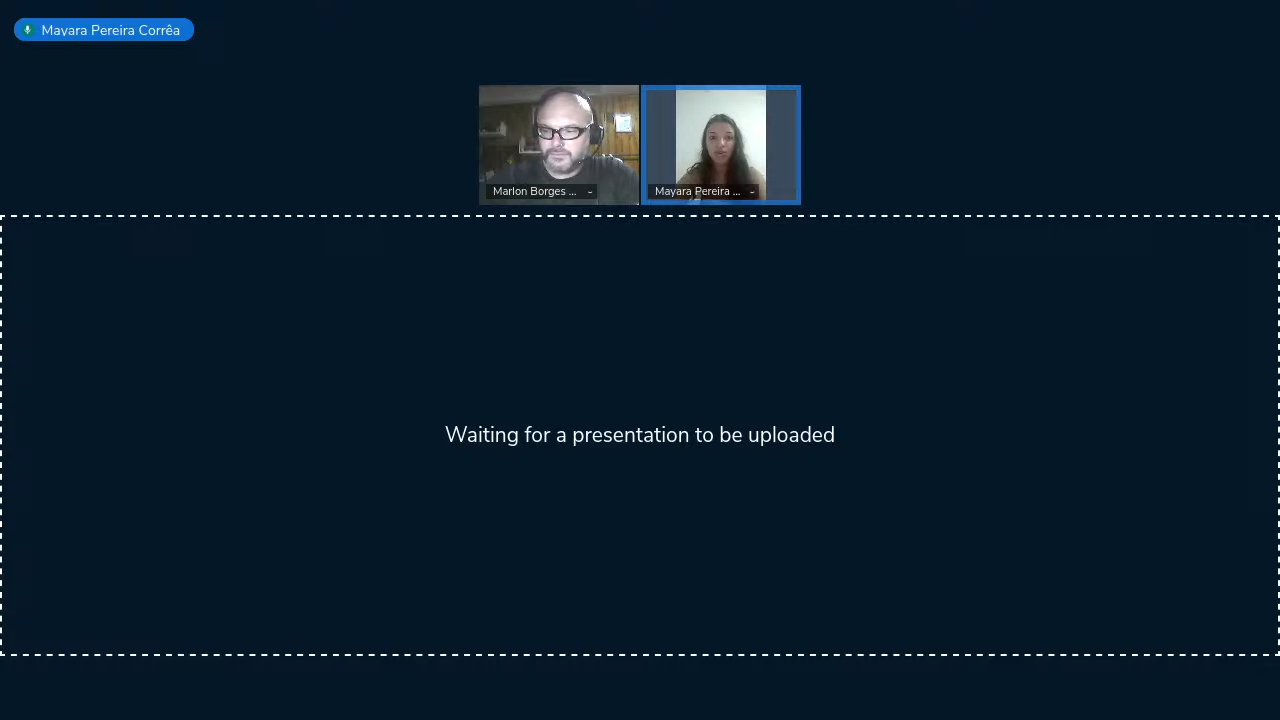 Mayara Pereira Corrêa
Marlon Borges ...
Mayara Pereira ...
Waiting for a presentation to be uploaded